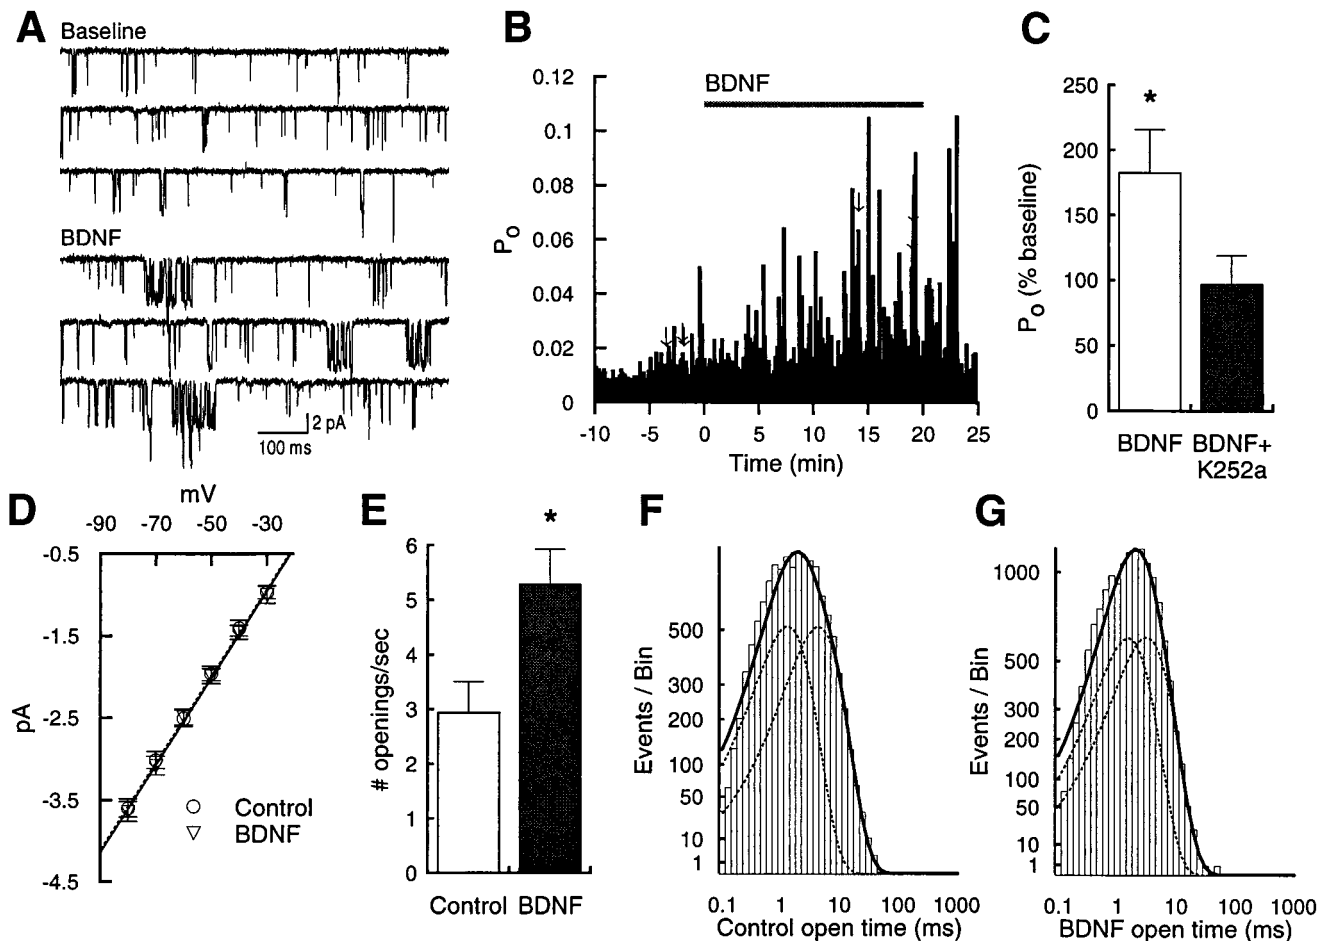 A
Baseline
BDNF
2 pA
100 ms
B
BDNF
Po
0.12
0.1
0.08
0.06
0.04
0.02
0
-10 -5 0 5 10 15 20 25
Time (min)
C
*
Po (% baseline)
250
200
150
100
50
0
BDNF BDNF+
K252a
D
mV
-90 -70 -50 -30
pA
-0.5
-1.5
-2.5
-3.5
-4.5
Control
BDNF
E
*
# openings/sec
6
5
4
3
2
1
0
Control BDNF
F
Events / Bin
500
300
200
100
50
10
1
0.1 1 10 100 1000
Control open time (ms)
G
Events / Bin
1000
500
300
200
100
50
10
1
0.1 1 10 100 1000
BDNF open time (ms)